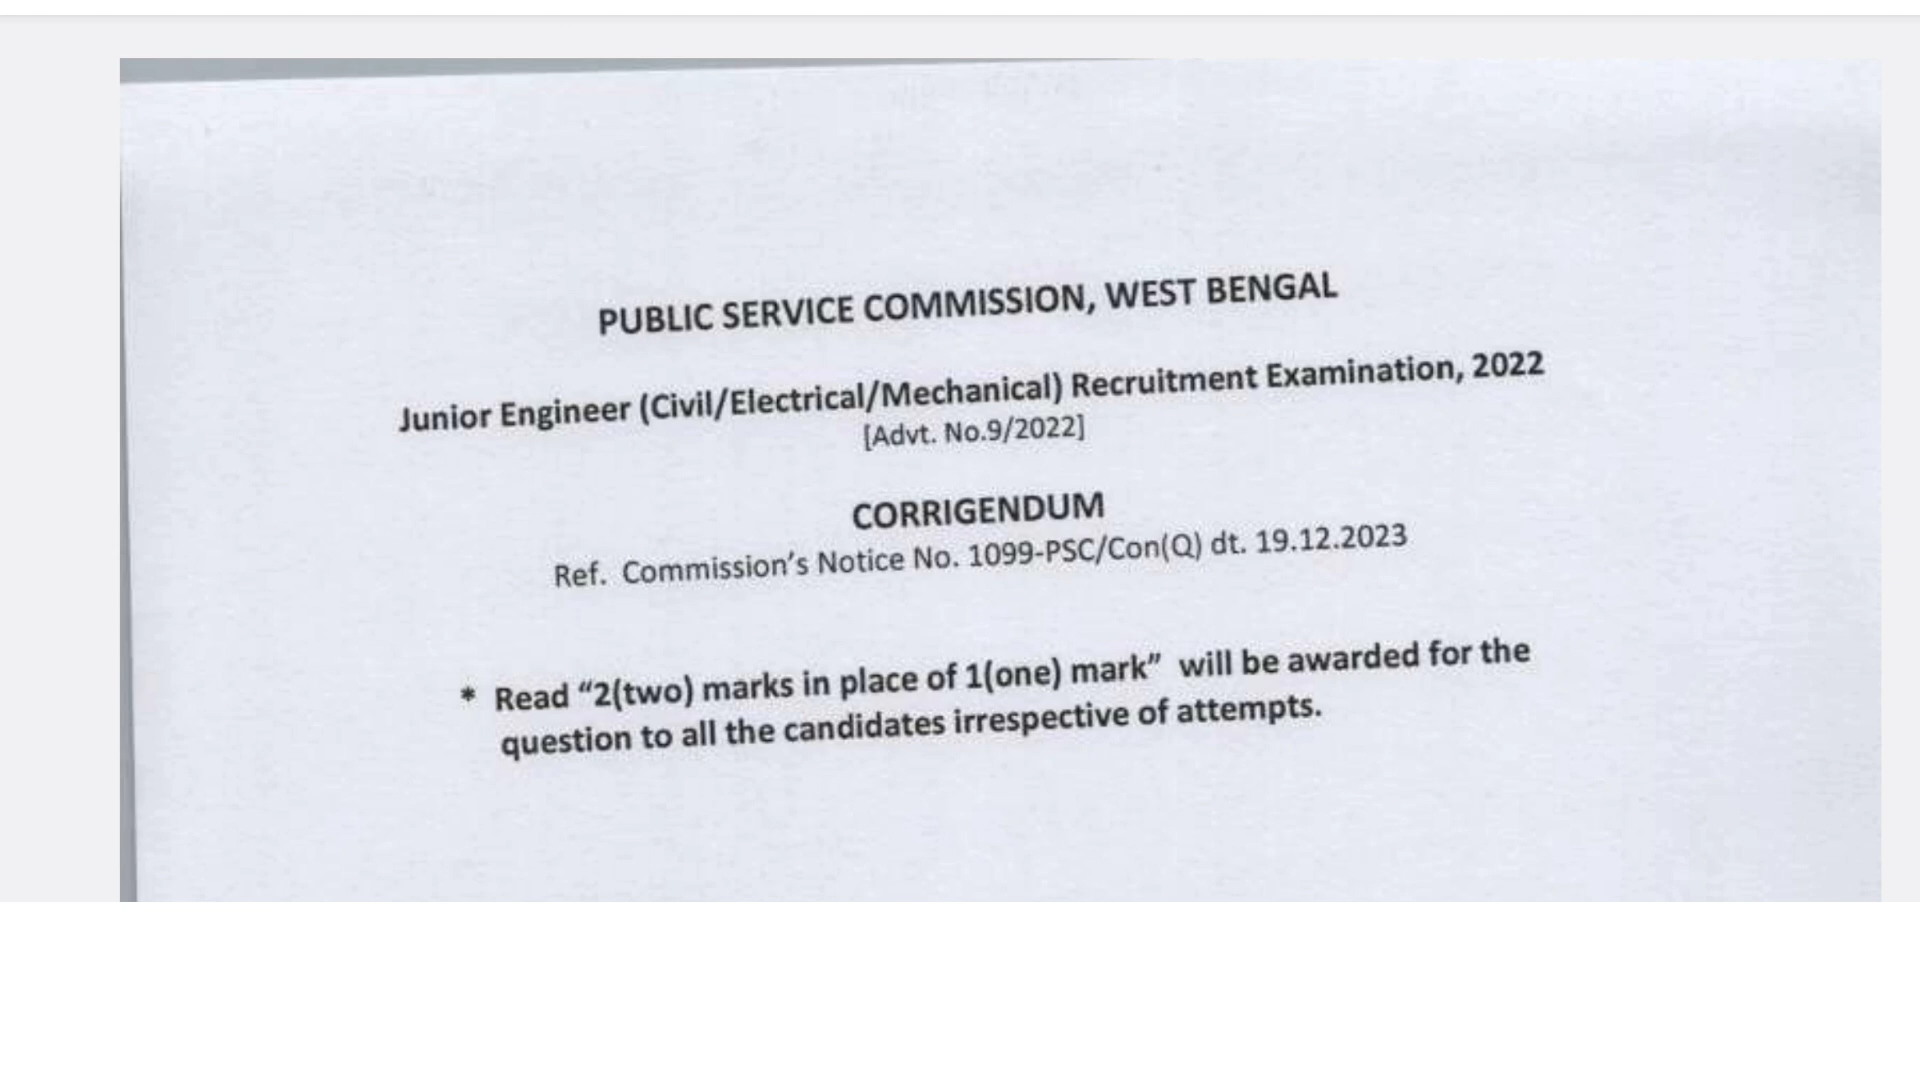 PUBLIC SERVICE COMMISSION, WEST BENGAL
Junior Engineer (Civil/Electrical/Mechanical) Recruitment Examination, 2022
[Advt. No.9/2022]
CORRIGENDUM
Ref.  Commission's Notice No. 1099-PSC/Con(Q) dt. 19.12.2023
* Read “2(two) marks in place of 1(one) mark”  will be awarded for the
question to all the candidates irrespective of attempts.